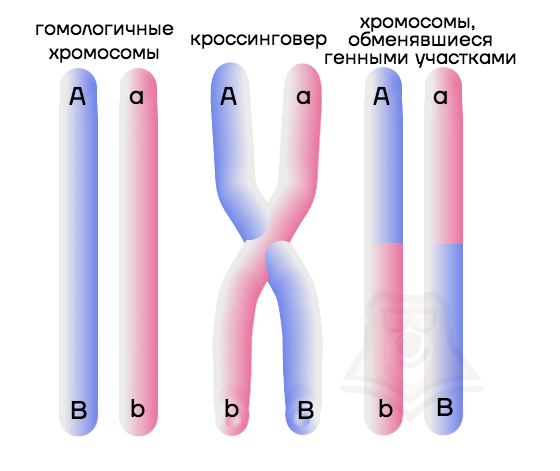 гомологичные
хромосомы
кроссинговер
хромосомы,
обменявшиеся
генными участками
A a A a A a
B b b B b B